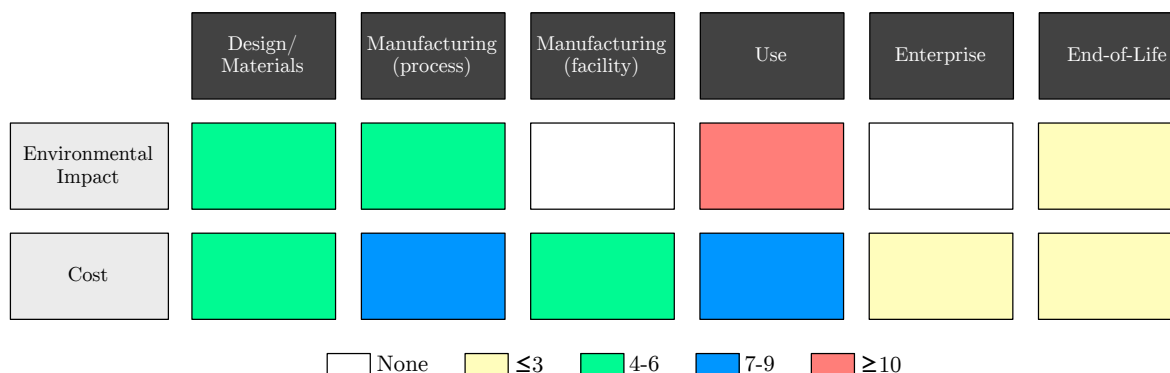 Design/
Materials
Manufacturing
(process)
Manufacturing
(facility)
Use
Enterprise
End-of-Life
Environmental
Impact
Cost
None
≤3
4-6
7-9
≥10